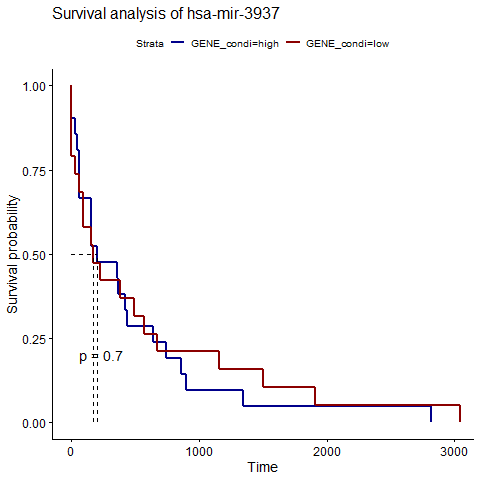 Survival analysis of hsa-mir-3937
Strata GENE_condi=high GENE_condi=low
Survival probability
1.00
0.75
0.50
0.25
0.00
p = 0.7
0 1000 2000 3000
Time